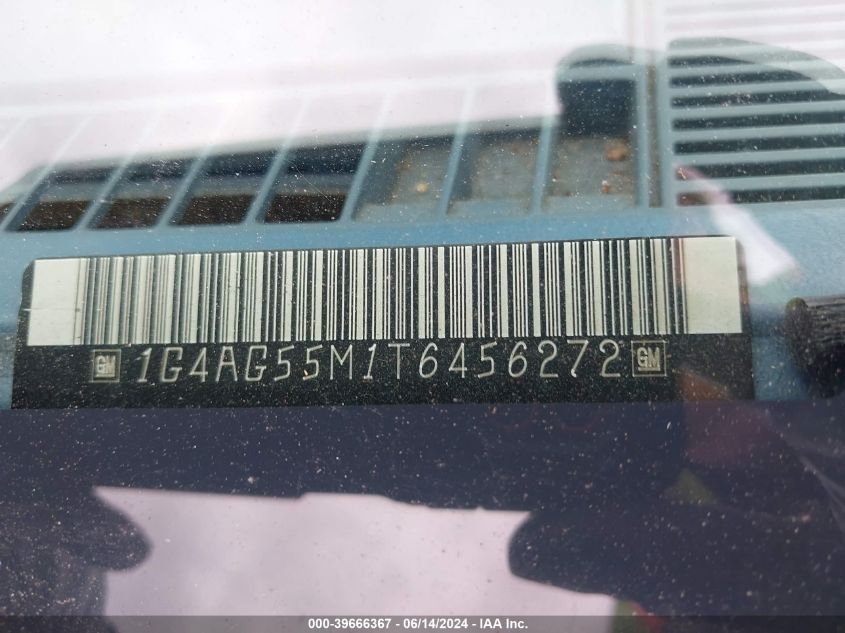 GM 1G4AG55M1T6456272 GM
000-39666367 - 06/14/2024 - IAA Inc.